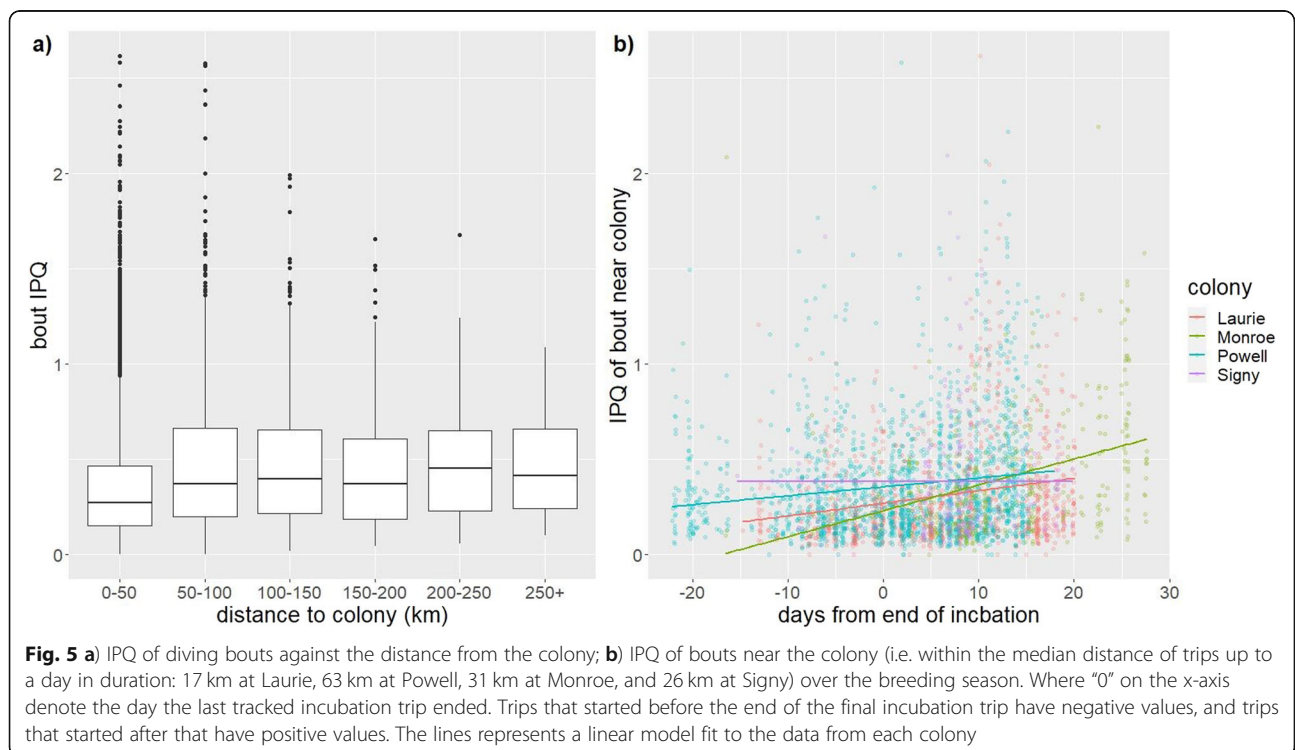 a)
bout IPQ
2
1
0
0-50 50-100 100-150 150-200 200-250 250+
distance to colony (km)
b)
IPQ of bout near colony
2
1
0
-20 -10 0 10 20 30
days from end of incbation
colony
Laurie
Monroe
Powell
Signy
Fig. 5 a) IPQ of diving bouts against the distance from the colony; b) IPQ of bouts near the colony (i.e. within the median distance of trips up to
a day in duration: 17 km at Laurie, 63 km at Powell, 31 km at Monroe, and 26 km at Signy) over the breeding season. Where “0” on the x-axis
denote the day the last tracked incubation trip ended. Trips that started before the end of the final incubation trip have negative values, and trips
that started after that have positive values. The lines represents a linear model fit to the data from each colony